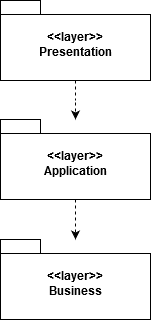 <<layer>>
Presentation
<<layer>>
Application
<<layer>>
Business